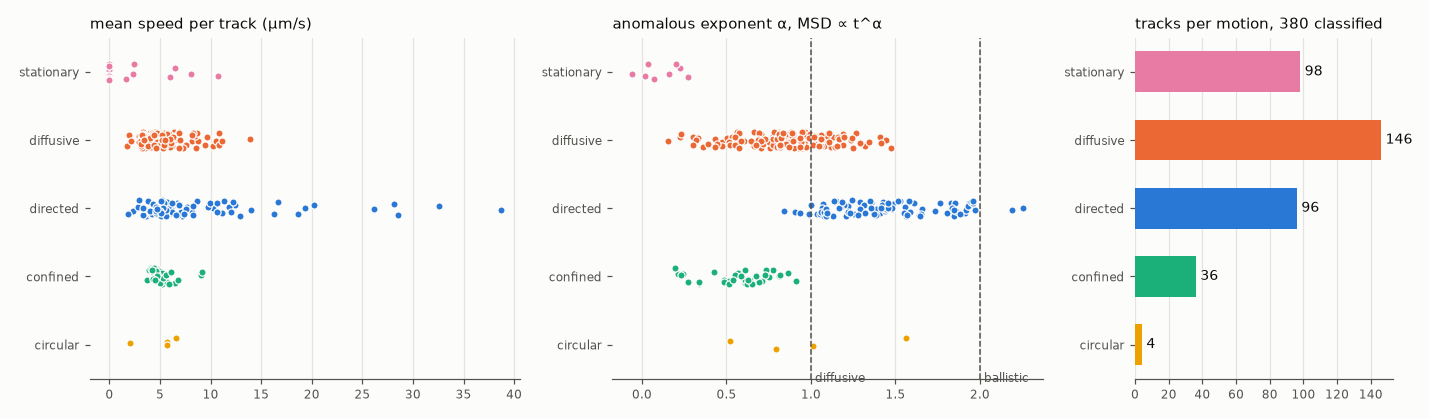 mean speed per track (μm/s)
stationary
diffusive
directed
confined
circular
0 5 10 15 20 25 30 35 40
anomalous exponent α, MSD ∝ t^α
stationary
diffusive
directed
confined
circular
diffusive
ballistic
0.0 0.5 1.0 1.5 2.0
tracks per motion, 380 classified
stationary 98
diffusive 146
directed 96
confined 36
circular 4
0 20 40 60 80 100 120 140